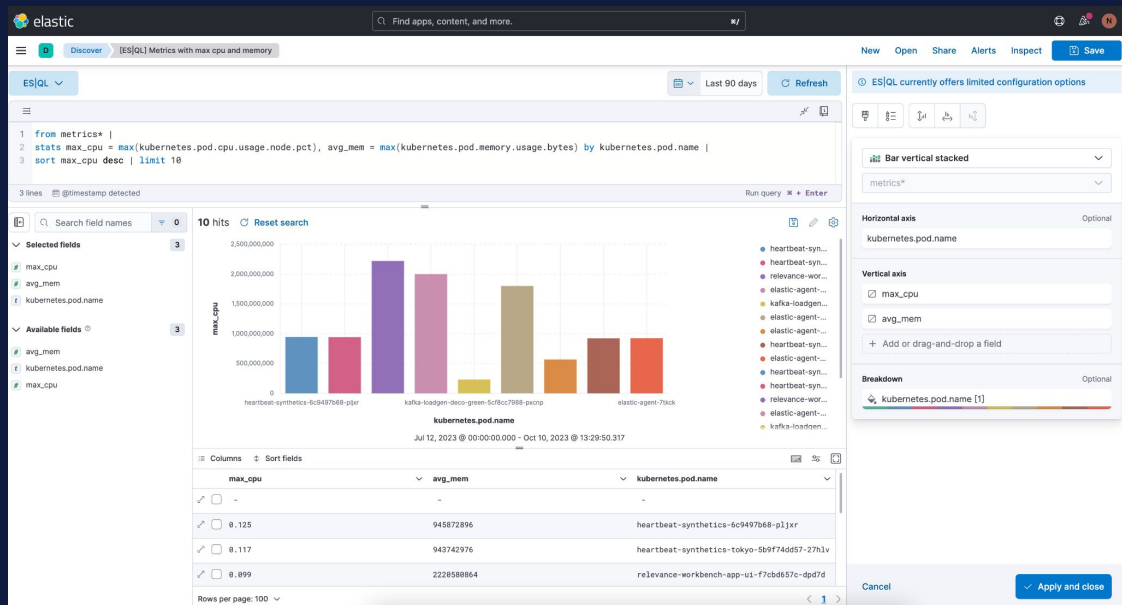 elastic
Find apps, content, and more.
⌘/
N
D
Discover
[ES|QL] Metrics with max cpu and memory
New
Open
Share
Alerts
Inspect
Save
ES|QL
Last 90 days
Refresh
1 from metrics* |
2 stats max_cpu = max(kubernetes.pod.cpu.usage.node.pct), avg_mem = max(kubernetes.pod.memory.usage.bytes) by kubernetes.pod.name |
3 sort max_cpu desc | limit 10
3 lines
@timestamp detected
Run query ⌘ + Enter
Search field names
0
Selected fields
3
max_cpu
avg_mem
kubernetes.pod.name
Available fields
3
avg_mem
kubernetes.pod.name
max_cpu
10 hits
Reset search
2,500,000,000
2,000,000,000
1,500,000,000
1,000,000,000
500,000,000
0
max_cpu
heartbeat-synthetics-6c9497b68-pljxr
kafka-loadgen-deco-green-5cf8cc7988-pxcnp
elastic-agent-7tkck
kubernetes.pod.name
Jul 12, 2023 @ 00:00:00.000 - Oct 10, 2023 @ 13:29:50.317
heartbeat-syn...
heartbeat-syn...
relevance-wor...
elastic-agent-...
kafka-loadgen...
elastic-agent-...
elastic-agent-...
heartbeat-syn...
elastic-agent-...
heartbeat-syn...
heartbeat-syn...
relevance-wor...
elastic-agent-...
kafka-loadgen...
Columns
Sort fields
max_cpu
avg_mem
kubernetes.pod.name
- - -
0.125 945872896 heartbeat-synthetics-6c9497b68-pljxr
0.117 943742976 heartbeat-synthetics-tokyo-5b9f74dd57-27hlv
0.099 2220580864 relevance-workbench-app-ui-f7cbd657c-dpd7d
Rows per page: 100
1
ES|QL currently offers limited configuration options
Bar vertical stacked
metrics*
Horizontal axis
Optional
kubernetes.pod.name
Vertical axis
max_cpu
avg_mem
Add or drag-and-drop a field
Breakdown
Optional
kubernetes.pod.name [1]
Cancel
Apply and close